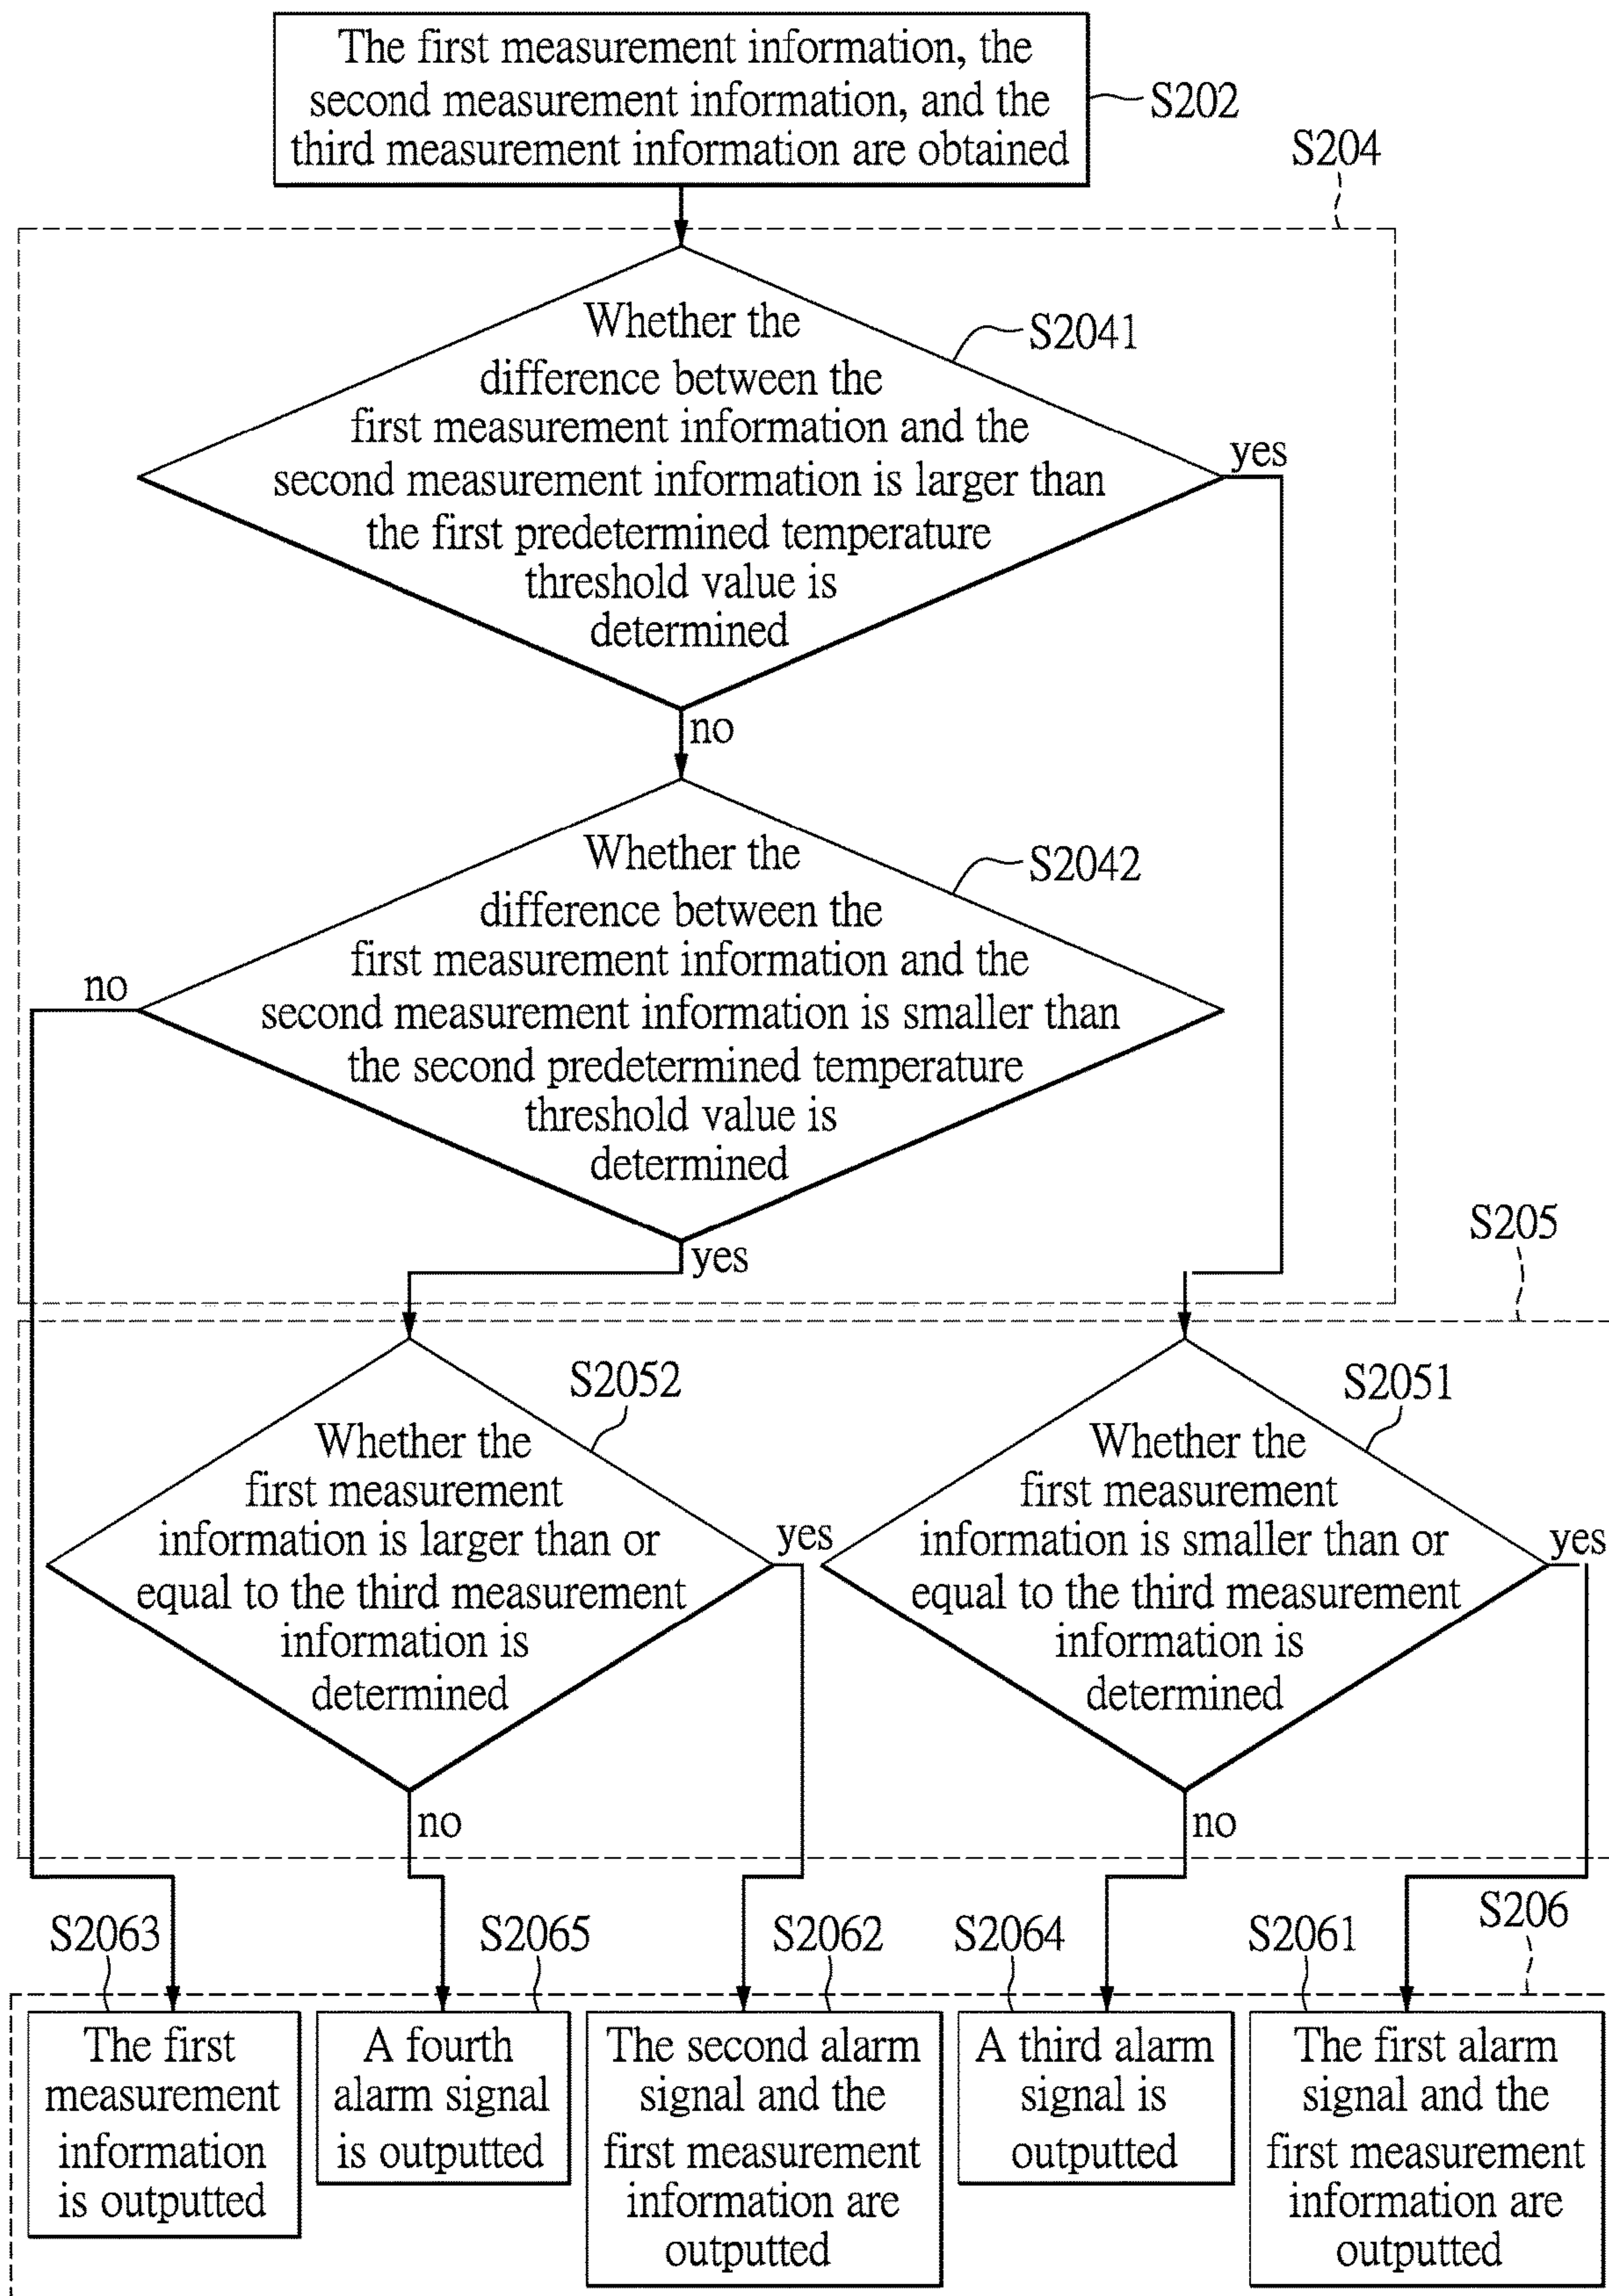 The first measurement information, the
second measurement information, and the
third measurement information are obtained
S202
S204
Whether the
difference between the
first measurement information and the
second measurement information is larger than
the first predetermined temperature
threshold value is
determined
S2041
yes
no
Whether the
difference between the
first measurement information and the
second measurement information is smaller than
the second predetermined temperature
threshold value is
determined
S2042
no
yes
S205
S2052
Whether the
first measurement
information is larger than or
equal to the third measurement
information is
determined
yes
no
S2051
Whether the
first measurement
information is smaller than or
equal to the third measurement
information is
determined
yes
no
S206
S2063
The first
measurement
information
is outputted
S2065
A fourth
alarm signal
is outputted
S2062
The second alarm
signal and the
first measurement
information are
outputted
S2064
A third alarm
signal is
outputted
S2061
The first alarm
signal and the
first measurement
information are
outputted